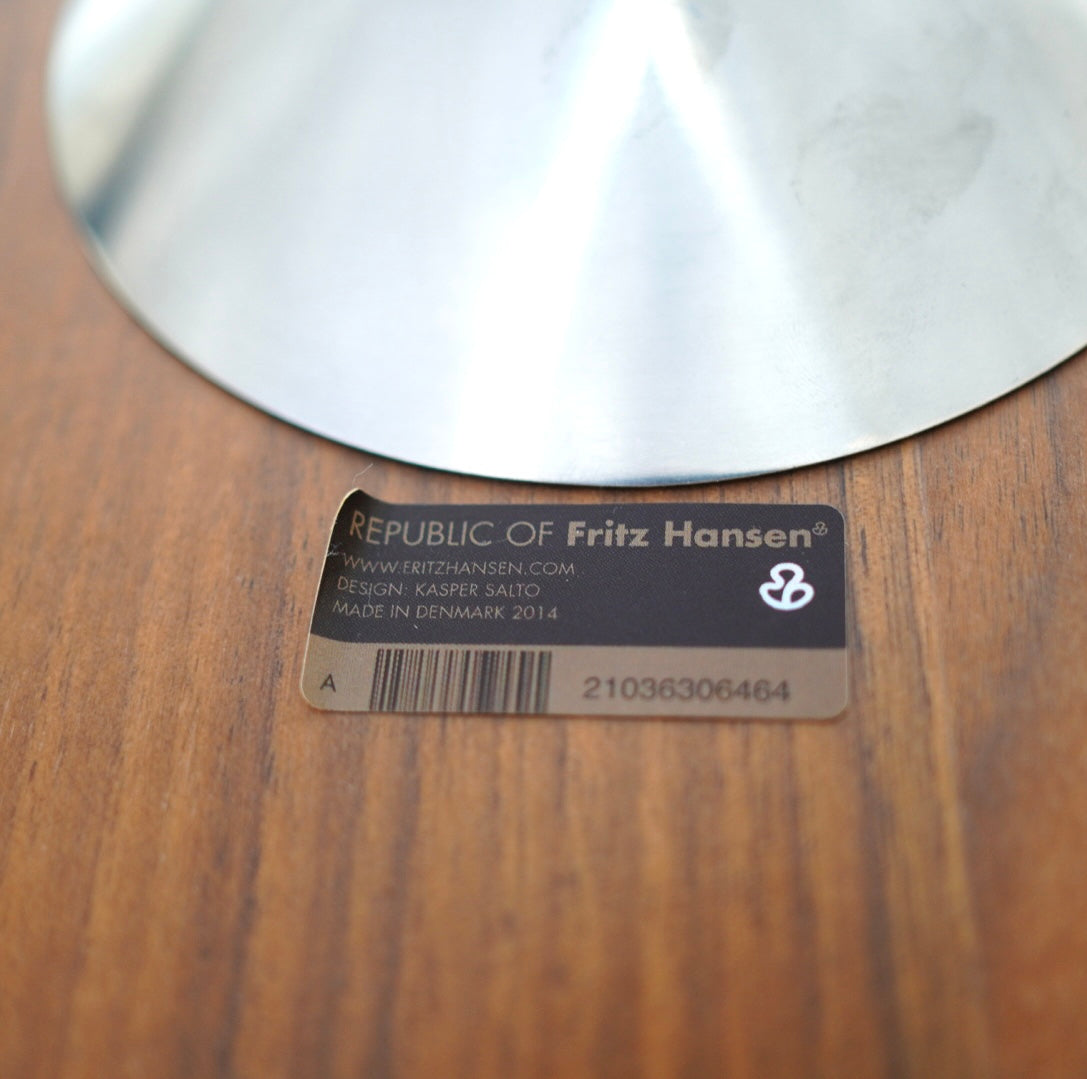 REPUBLIC OF Fritz Hansen
WWW.FRITZHANSEN.COM
DESIGN: KASPER SALTO
MADE IN DENMARK 2014
A
21036306464